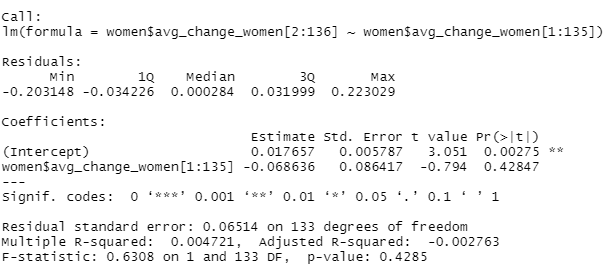 Call:
lm(formula = women$avg_change_women[2:136] ~ women$avg_change_women[1:135])
Residuals:
Min 1Q Median 3Q Max
-0.203148 -0.034226 0.000284 0.031999 0.223029
Coefficients:
Estimate Std. Error t value Pr(>|t|)
(Intercept) 0.017657 0.005787 3.051 0.00275 **
women$avg_change_women[1:135] -0.068636 0.086417 -0.794 0.42847
---
Signif. codes: 0 ‘***’ 0.001 ‘**’ 0.01 ‘*’ 0.05 ‘.’ 0.1 ‘ ’ 1
Residual standard error: 0.06514 on 133 degrees of freedom
Multiple R-squared: 0.004721, Adjusted R-squared: -0.002763
F-statistic: 0.6308 on 1 and 133 DF, p-value: 0.4285